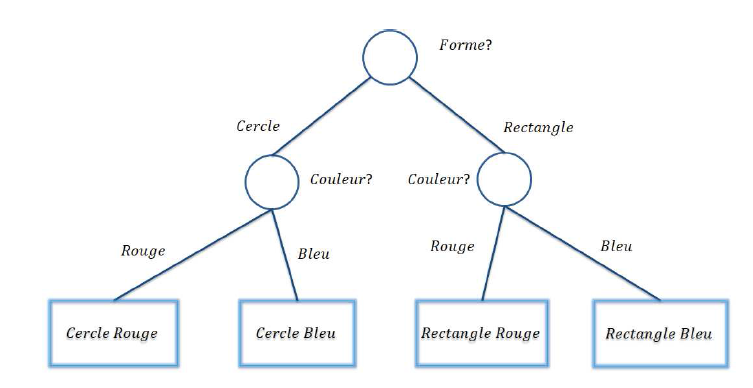 Forme?
Cercle
Rectangle
Couleur?
Couleur?
Rouge
Bleu
Rouge
Bleu
Cercle Rouge
Cercle Bleu
Rectangle Rouge
Rectangle Bleu